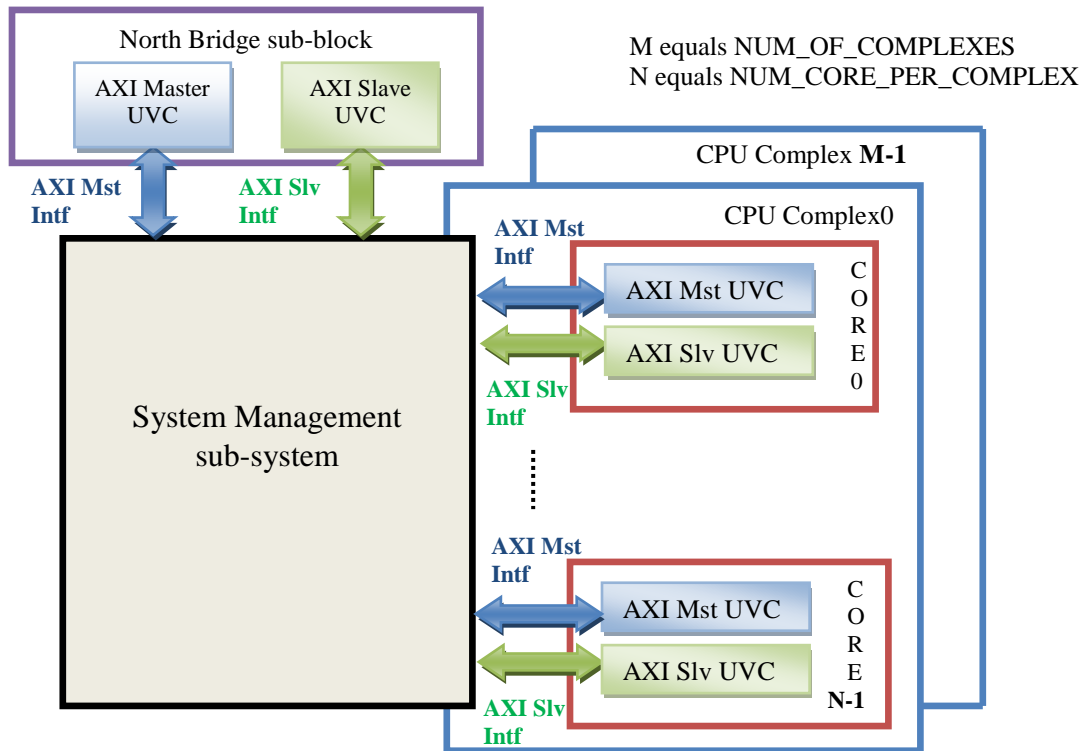 North Bridge sub-block
AXI Master
UVC
AXI Slave
UVC
M equals NUM_OF_COMPLEXES
N equals NUM_CORE_PER_COMPLEX
AXI Mst
Intf
AXI Slv
Intf
CPU Complex M-1
CPU Complex0
AXI Mst
Intf
AXI Mst UVC
AXI Slv UVC
C
O
R
E
0
AXI Slv
Intf
System Management
sub-system
AXI Mst
Intf
AXI Mst UVC
AXI Slv UVC
C
O
R
E
N-1
AXI Slv
Intf